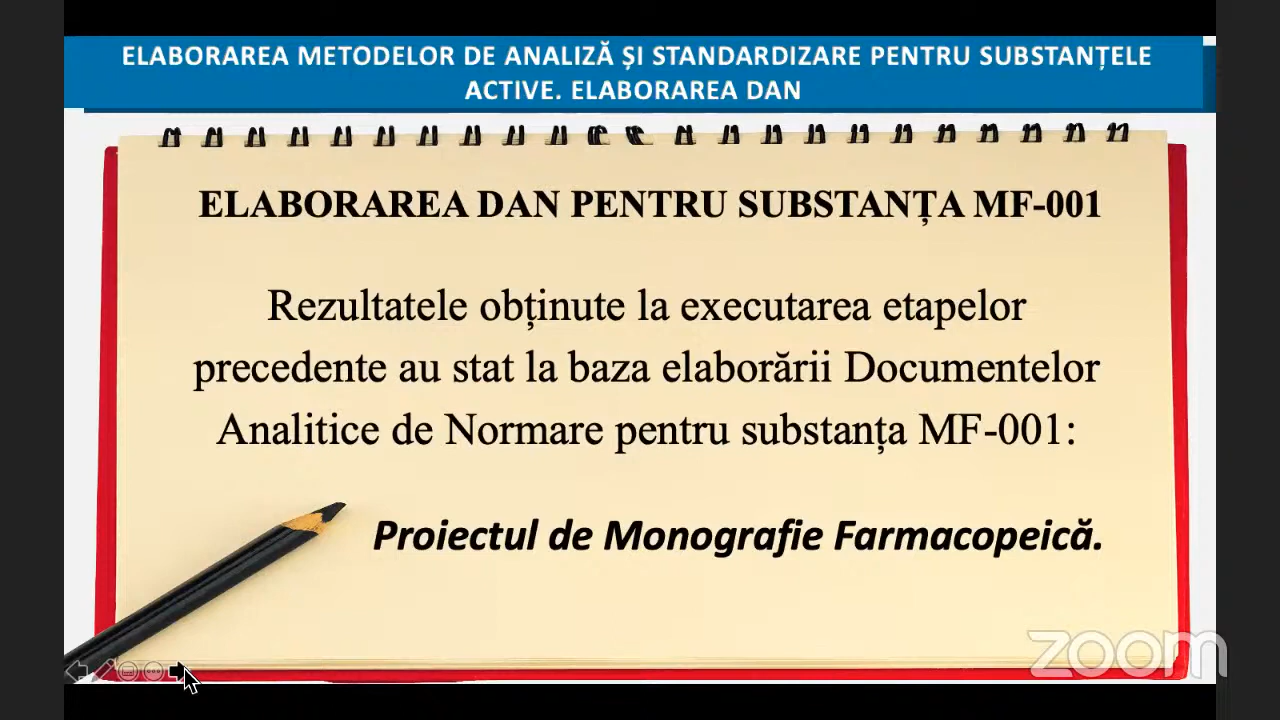 ELABORAREA METODELOR DE ANALIZĂ ȘI STANDARDIZARE PENTRU SUBSTANȚELE
ACTIVE. ELABORAREA DAN
ELABORAREA DAN PENTRU SUBSTANȚA MF-001
Rezultatele obținute la executarea etapelor
precedente au stat la baza elaborării Documentelor
Analitice de Normare pentru substanța MF-001:
Proiectul de Monografie Farmacopeică.
zoom